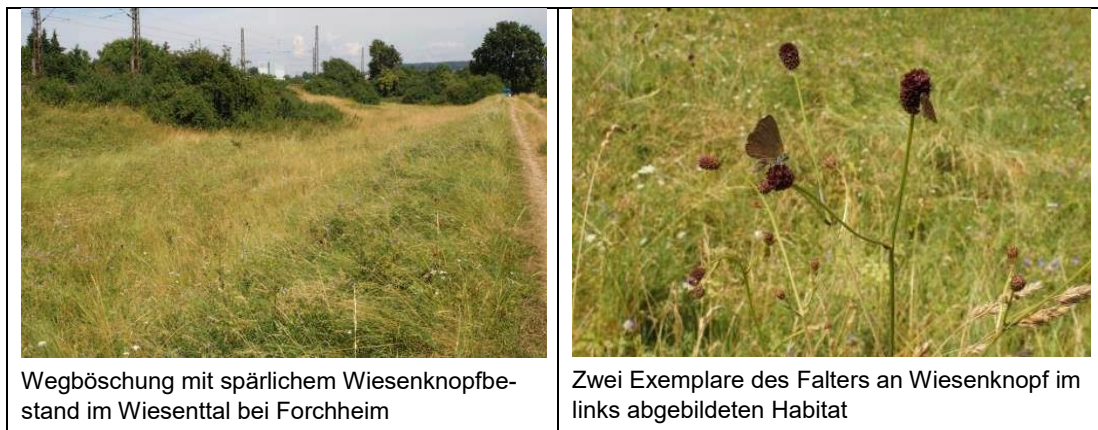 Wegböschung mit spärlichem Wiesenknopfbe-
stand im Wiesenttal bei Forchheim
Zwei Exemplare des Falters an Wiesenknopf im
links abgebildeten Habitat